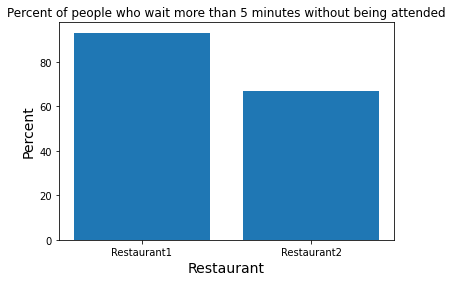 Percent of people who wait more than 5 minutes without being attended
80
60
40
20
0
Percent
Restaurant1 Restaurant2
Restaurant